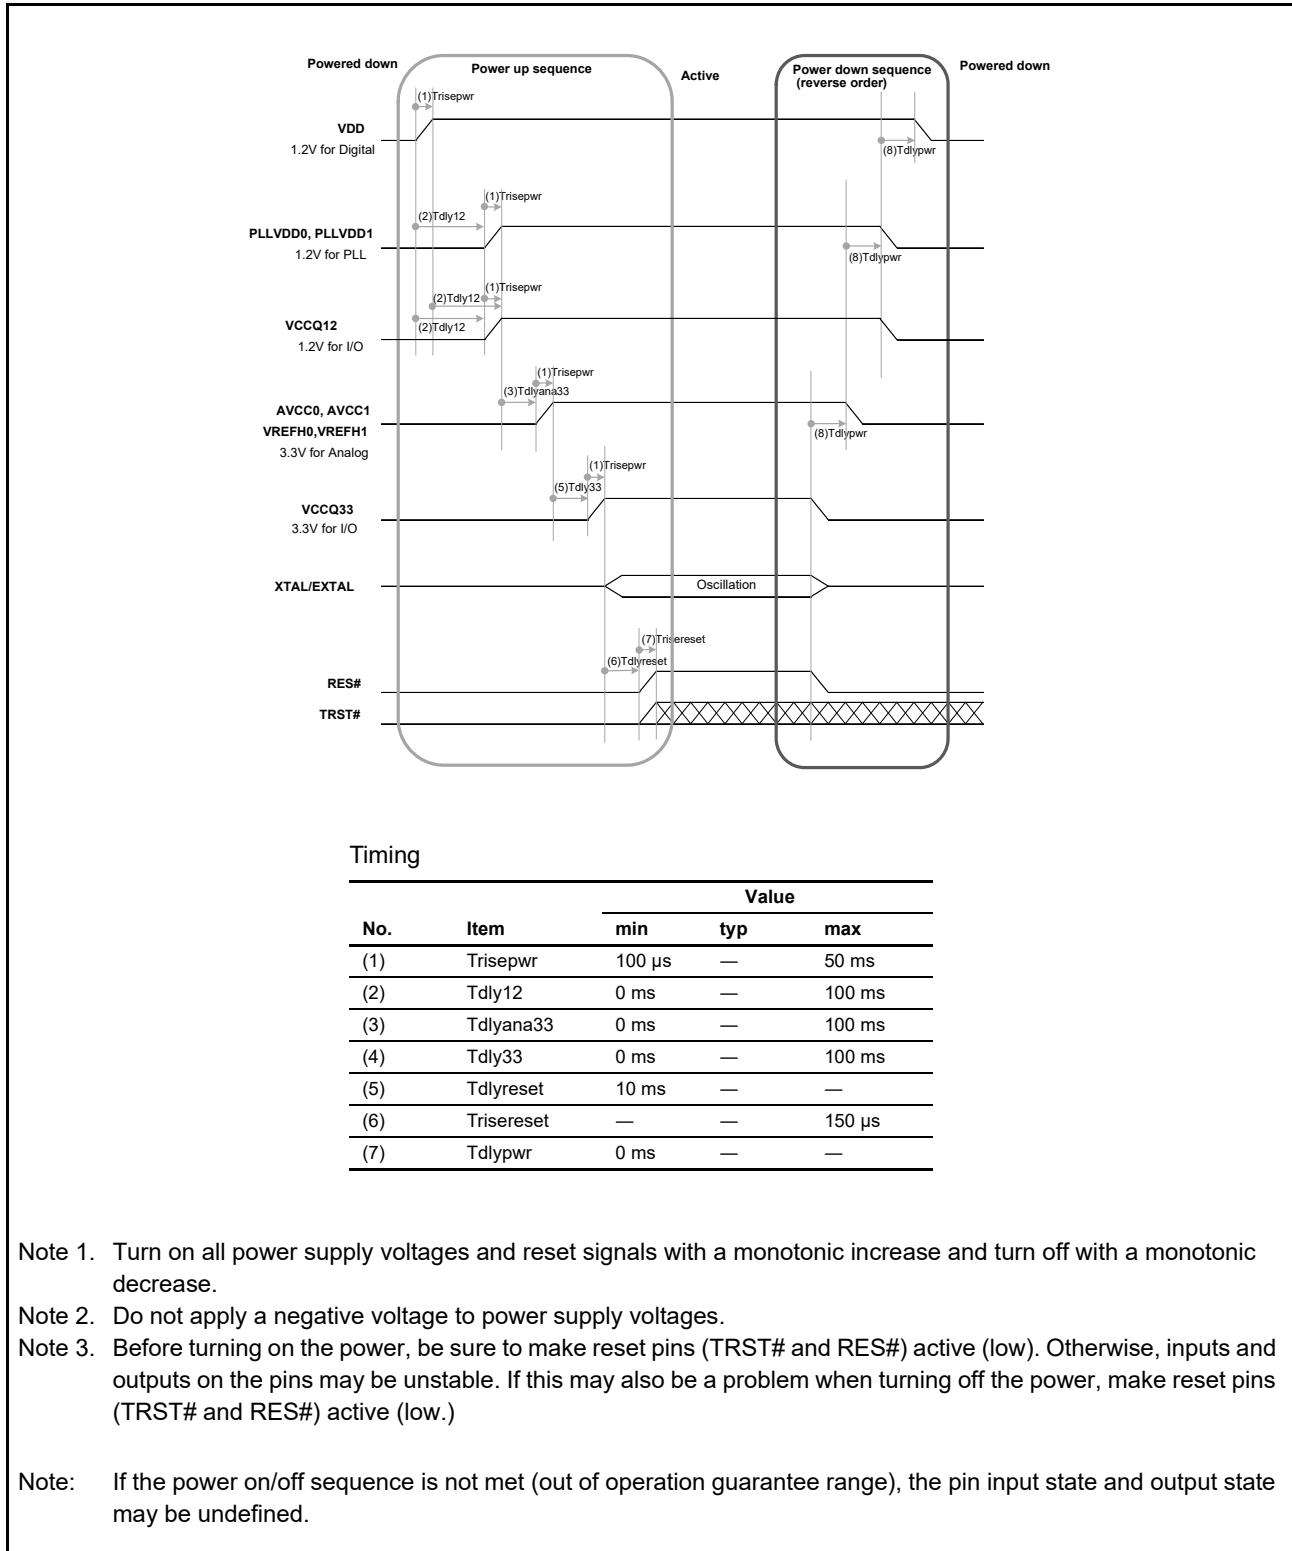 Powered down
Power up sequence
Active
Power down sequence
(reverse order)
Powered down
(1)Trisepwr
VDD
1.2V for Digital
(8)Tdlypwr
(1)Trisepwr
(2)Tdly12
PLLVDD0, PLLVDD1
1.2V for PLL
(8)Tdlypwr
(1)Trisepwr
(2)Tdly12
VCCQ12
(2)Tdly12
1.2V for I/O
(1)Trisepwr
(3)Tdlyana33
AVCC0, AVCC1
VREFH0,VREFH1
(8)Tdlypwr
3.3V for Analog
(1)Trisepwr
(5)Tdly33
VCCQ33
3.3V for I/O
XTAL/EXTAL
Oscillation
(7)Trisereset
(6)Tdlyreset
RES#
TRST#
Timing
Value
No. Item min typ max
(1) Trisepwr 100 µs — 50 ms
(2) Tdly12 0 ms — 100 ms
(3) Tdlyana33 0 ms — 100 ms
(4) Tdly33 0 ms — 100 ms
(5) Tdlyreset 10 ms — —
(6) Trisereset — — 150 µs
(7) Tdlypwr 0 ms — —
Note 1. Turn on all power supply voltages and reset signals with a monotonic increase and turn off with a monotonic
decrease.
Note 2. Do not apply a negative voltage to power supply voltages.
Note 3. Before turning on the power, be sure to make reset pins (TRST# and RES#) active (low). Otherwise, inputs and
outputs on the pins may be unstable. If this may also be a problem when turning off the power, make reset pins
(TRST# and RES#) active (low.)
Note: If the power on/off sequence is not met (out of operation guarantee range), the pin input state and output state
may be undefined.